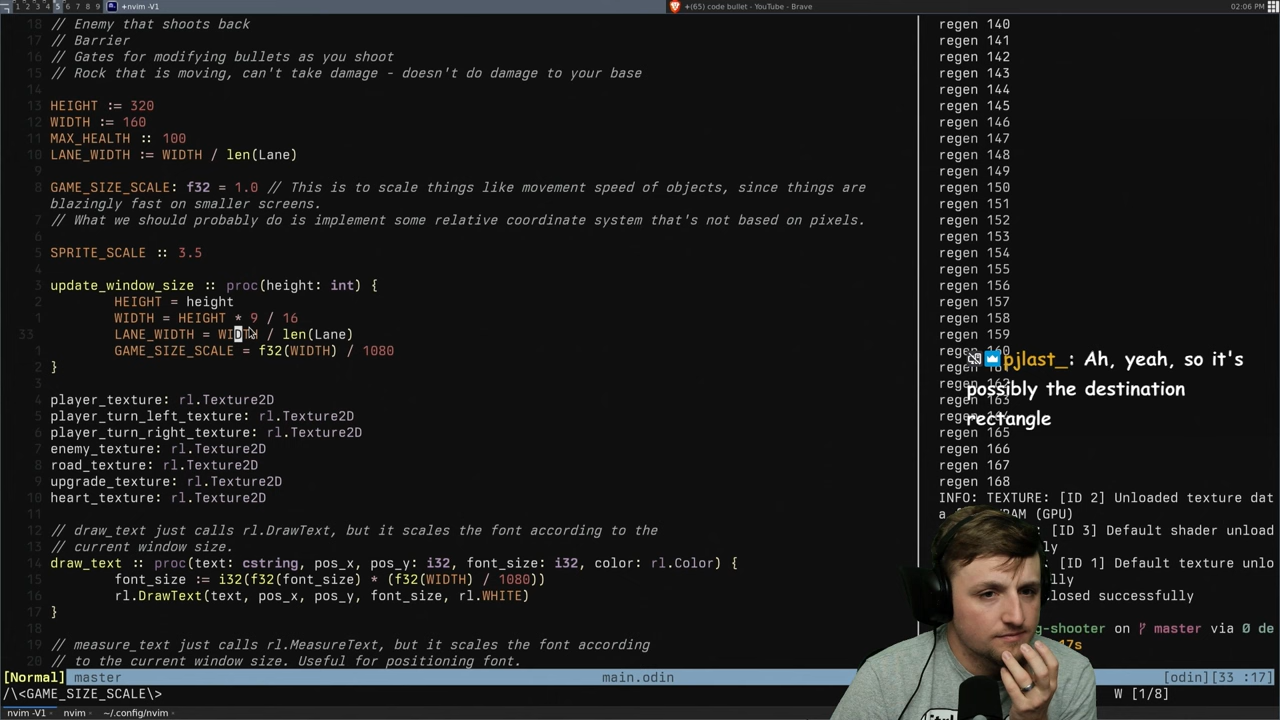 1 2 3 4 5 6 7 8 9 +nvim -V1
+(65) code bullet - YouTube - Brave
02:06 PM
18 // Enemy that shoots back
17 // Barrier
16 // Gates for modifying bullets as you shoot
15 // Rock that is moving, can't take damage - doesn't do damage to your base
14
13 HEIGHT := 320
12 WIDTH := 160
11 MAX_HEALTH :: 100
10 LANE_WIDTH := WIDTH / len(Lane)
9
8 GAME_SIZE_SCALE: f32 = 1.0 // This is to scale things like movement speed of objects, since things are
blazingly fast on smaller screens.
7 // What we should probably do is implement some relative coordinate system that's not based on pixels.
6
5 SPRITE_SCALE :: 3.5
4
3 update_window_size :: proc(height: int) {
2 HEIGHT = height
1 WIDTH = HEIGHT * 9 / 16
33 LANE_WIDTH = WIDTH / len(Lane)
1 GAME_SIZE_SCALE = f32(WIDTH) / 1080
2 }
3
4 player_texture: rl.Texture2D
5 player_turn_left_texture: rl.Texture2D
6 player_turn_right_texture: rl.Texture2D
7 enemy_texture: rl.Texture2D
8 road_texture: rl.Texture2D
9 upgrade_texture: rl.Texture2D
10 heart_texture: rl.Texture2D
11
12 // draw_text just calls rl.DrawText, but it scales the font according to the
13 // current window size.
14 draw_text :: proc(text: cstring, pos_x, pos_y: i32, font_size: i32, color: rl.Color) {
15 font_size := i32(f32(font_size) * (f32(WIDTH) / 1080))
16 rl.DrawText(text, pos_x, pos_y, font_size, rl.WHITE)
17 }
18
19 // measure_text just calls rl.MeasureText, but it scales the font according
20 // to the current window size. Useful for positioning font.
[Normal] master main.odin [odin][33 :17]
/\<GAME_SIZE_SCALE\> W [1/8]
nvim -V1 nvim ~/.config/nvim
regen 140
regen 141
regen 142
regen 143
regen 144
regen 145
regen 146
regen 147
regen 148
regen 149
regen 150
regen 151
regen 152
regen 153
regen 154
regen 155
regen 156
regen 157
regen 158
regen 159
regen 160
pjlast_: Ah, yeah, so it's
possibly the destination
rectangle
regen 163
regen 165
regen 166
regen 167
regen 168
INFO: TEXTURE: [ID 2] Unloaded texture dat
a (GPU)
[ID 3] Default shader unload
ly
[ID 1] Default texture unlo
losed successfully
g-shooter on master via